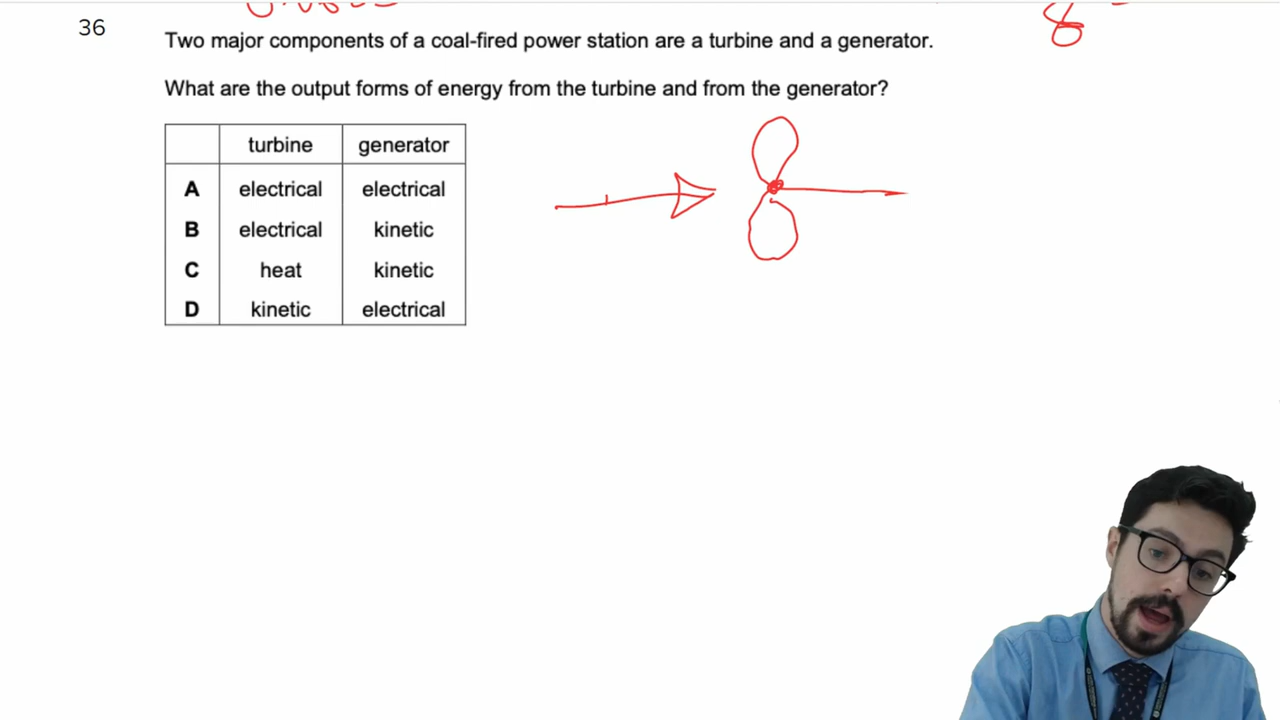 36
Two major components of a coal-fired power station are a turbine and a generator.
What are the output forms of energy from the turbine and from the generator?
turbine generator
A electrical electrical
B electrical kinetic
C heat kinetic
D kinetic electrical
8